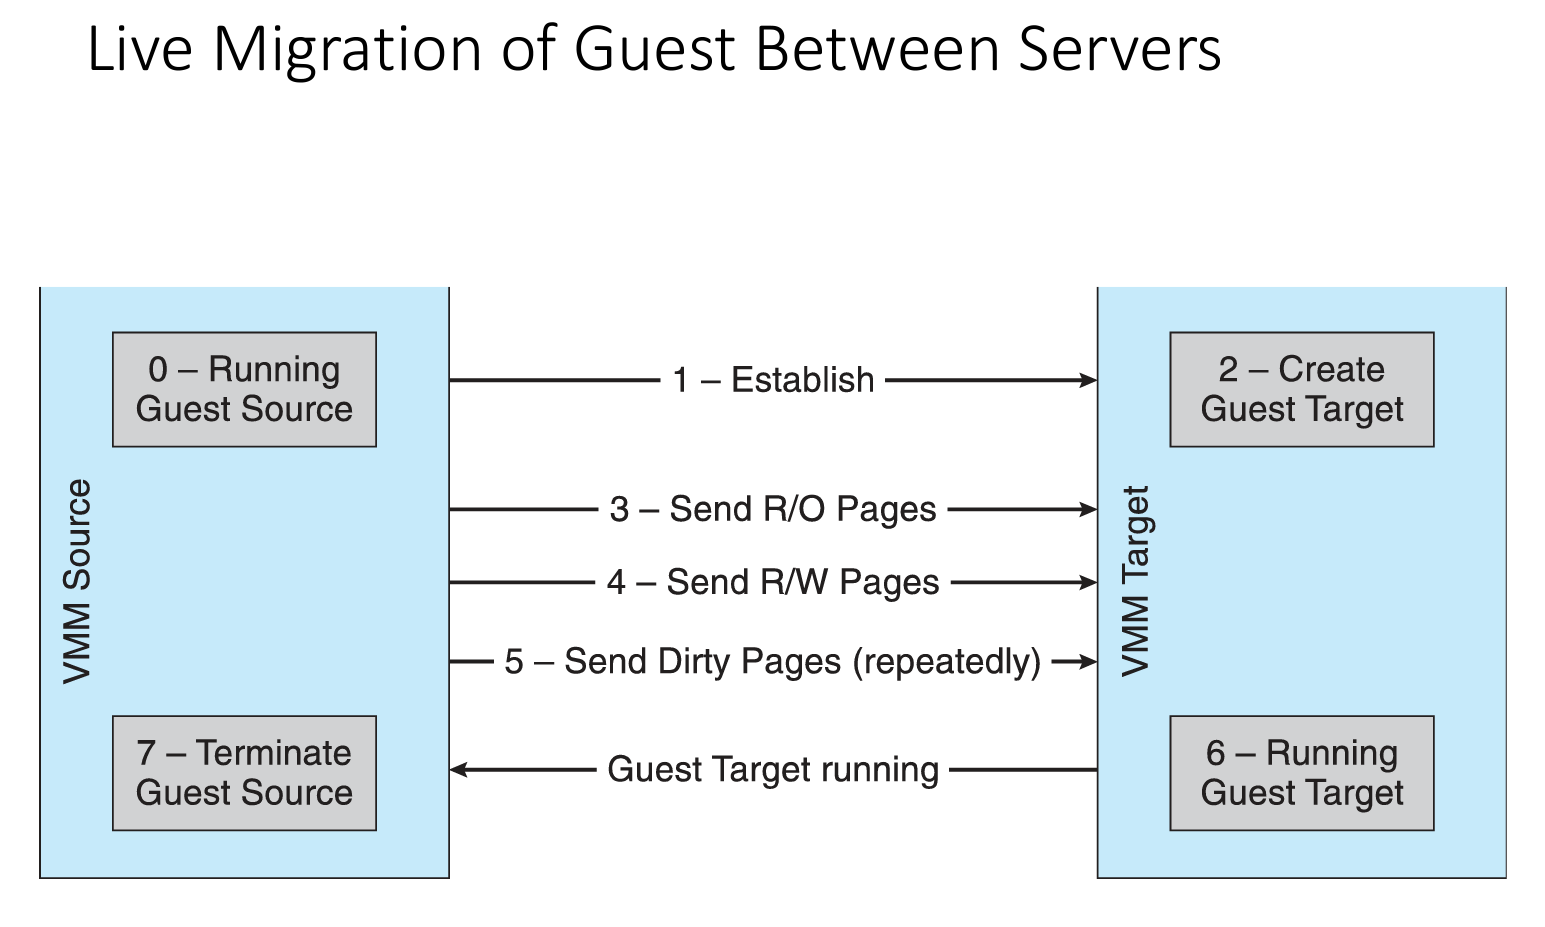 Live Migration of Guest Between Servers
0 – Running
Guest Source
1 – Establish
2 – Create
Guest Target
VMM Source
3 – Send R/O Pages
4 – Send R/W Pages
5 – Send Dirty Pages (repeatedly)
VMM Target
7 – Terminate
Guest Source
Guest Target running
6 – Running
Guest Target